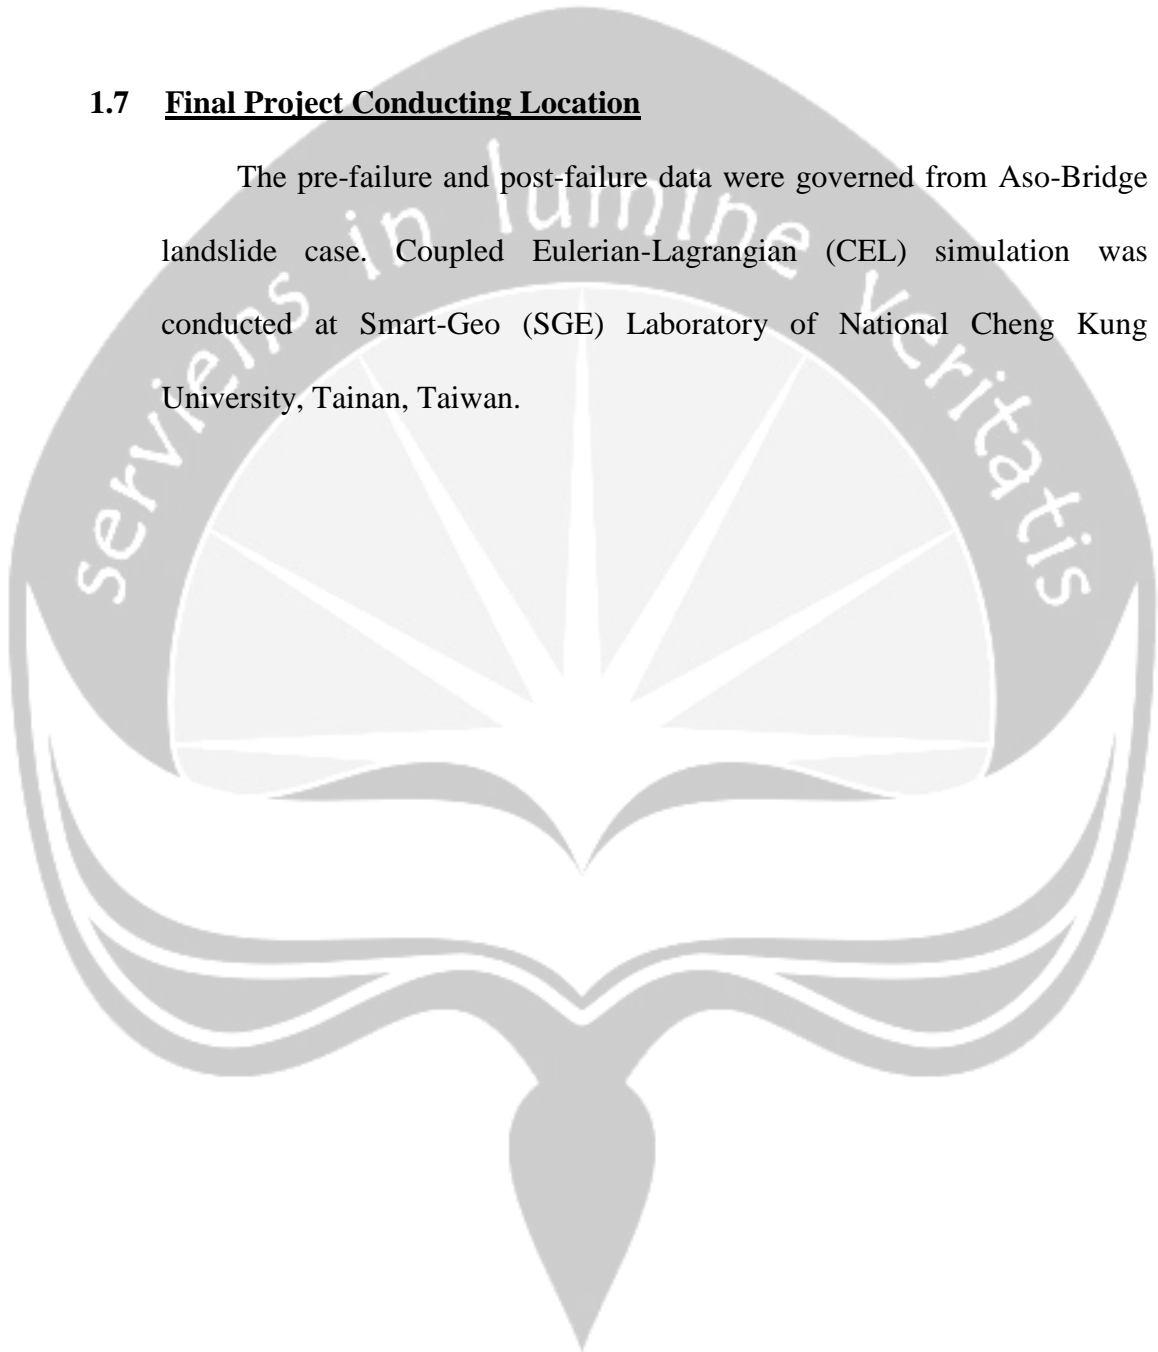 1.7 Final Project Conducting Location
The pre-failure and post-failure data were governed from Aso-Bridge
landslide case. Coupled Eulerian-Lagrangian (CEL) simulation was
conducted at Smart-Geo (SGE) Laboratory of National Cheng Kung
University, Tainan, Taiwan.
serviens in lumine veritatis